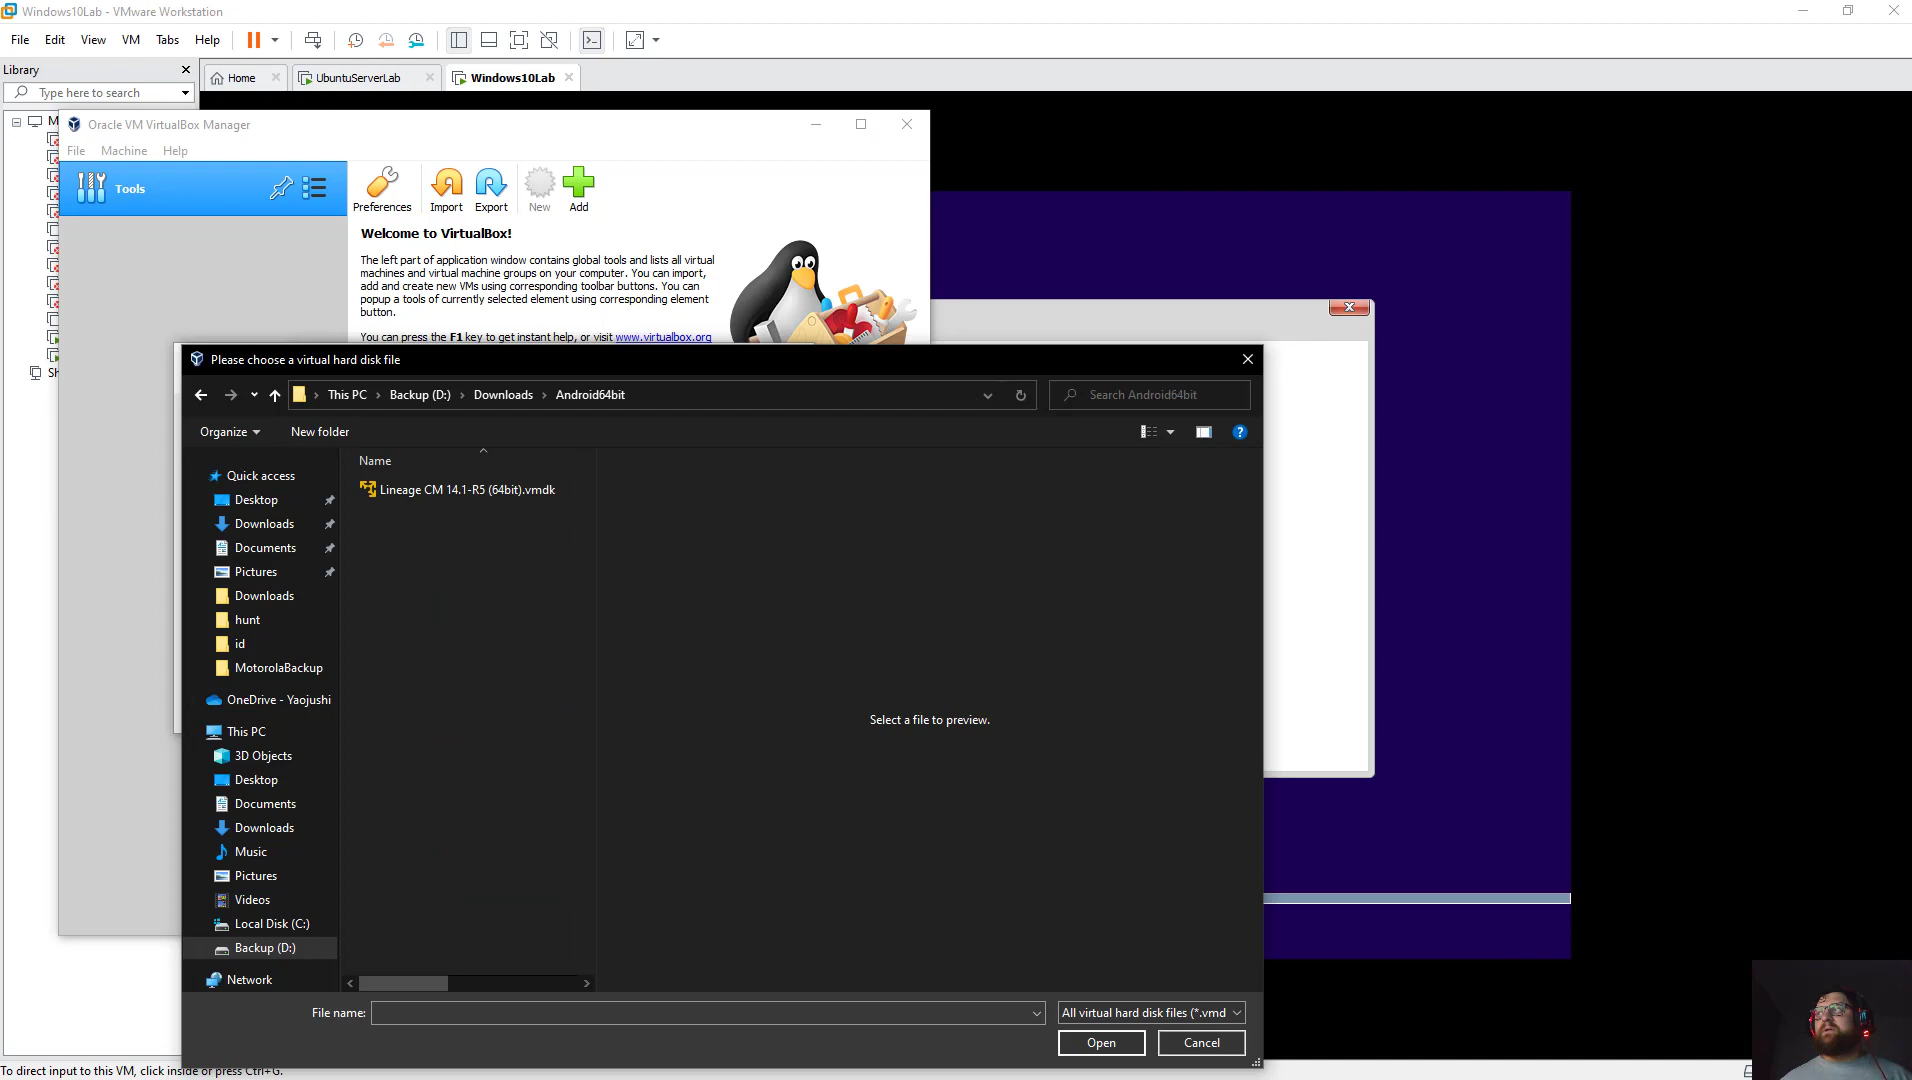 Windows10Lab - VMware Workstation
File Edit View VM Tabs Help
Library
Home
UbuntuServerLab
Windows10Lab
Type here to search
Oracle VM VirtualBox Manager
File Machine Help
Tools
Preferences
Import
Export
New
Add
Welcome to VirtualBox!
The left part of application window contains global tools and lists all virtual
machines and virtual machine groups on your computer. You can import,
add and create new VMs using corresponding toolbar buttons. You can
popup a tools of currently selected element using corresponding element
button.
You can press the F1 key to get instant help, or visit www.virtualbox.org
Please choose a virtual hard disk file
This PC > Backup (D:) > Downloads > Android64bit
Search Android64bit
Organize
New folder
Name
Lineage CM 14.1-R5 (64bit).vmdk
Quick access
Desktop
Downloads
Documents
Pictures
Downloads
hunt
id
MotorolaBackup
OneDrive - Yaojushi
This PC
3D Objects
Desktop
Documents
Downloads
Music
Pictures
Videos
Local Disk (C:)
Backup (D:)
Network
Select a file to preview.
File name:
All virtual hard disk files (*.vmd
Open
Cancel
To direct input to this VM, click inside or press Ctrl+G.